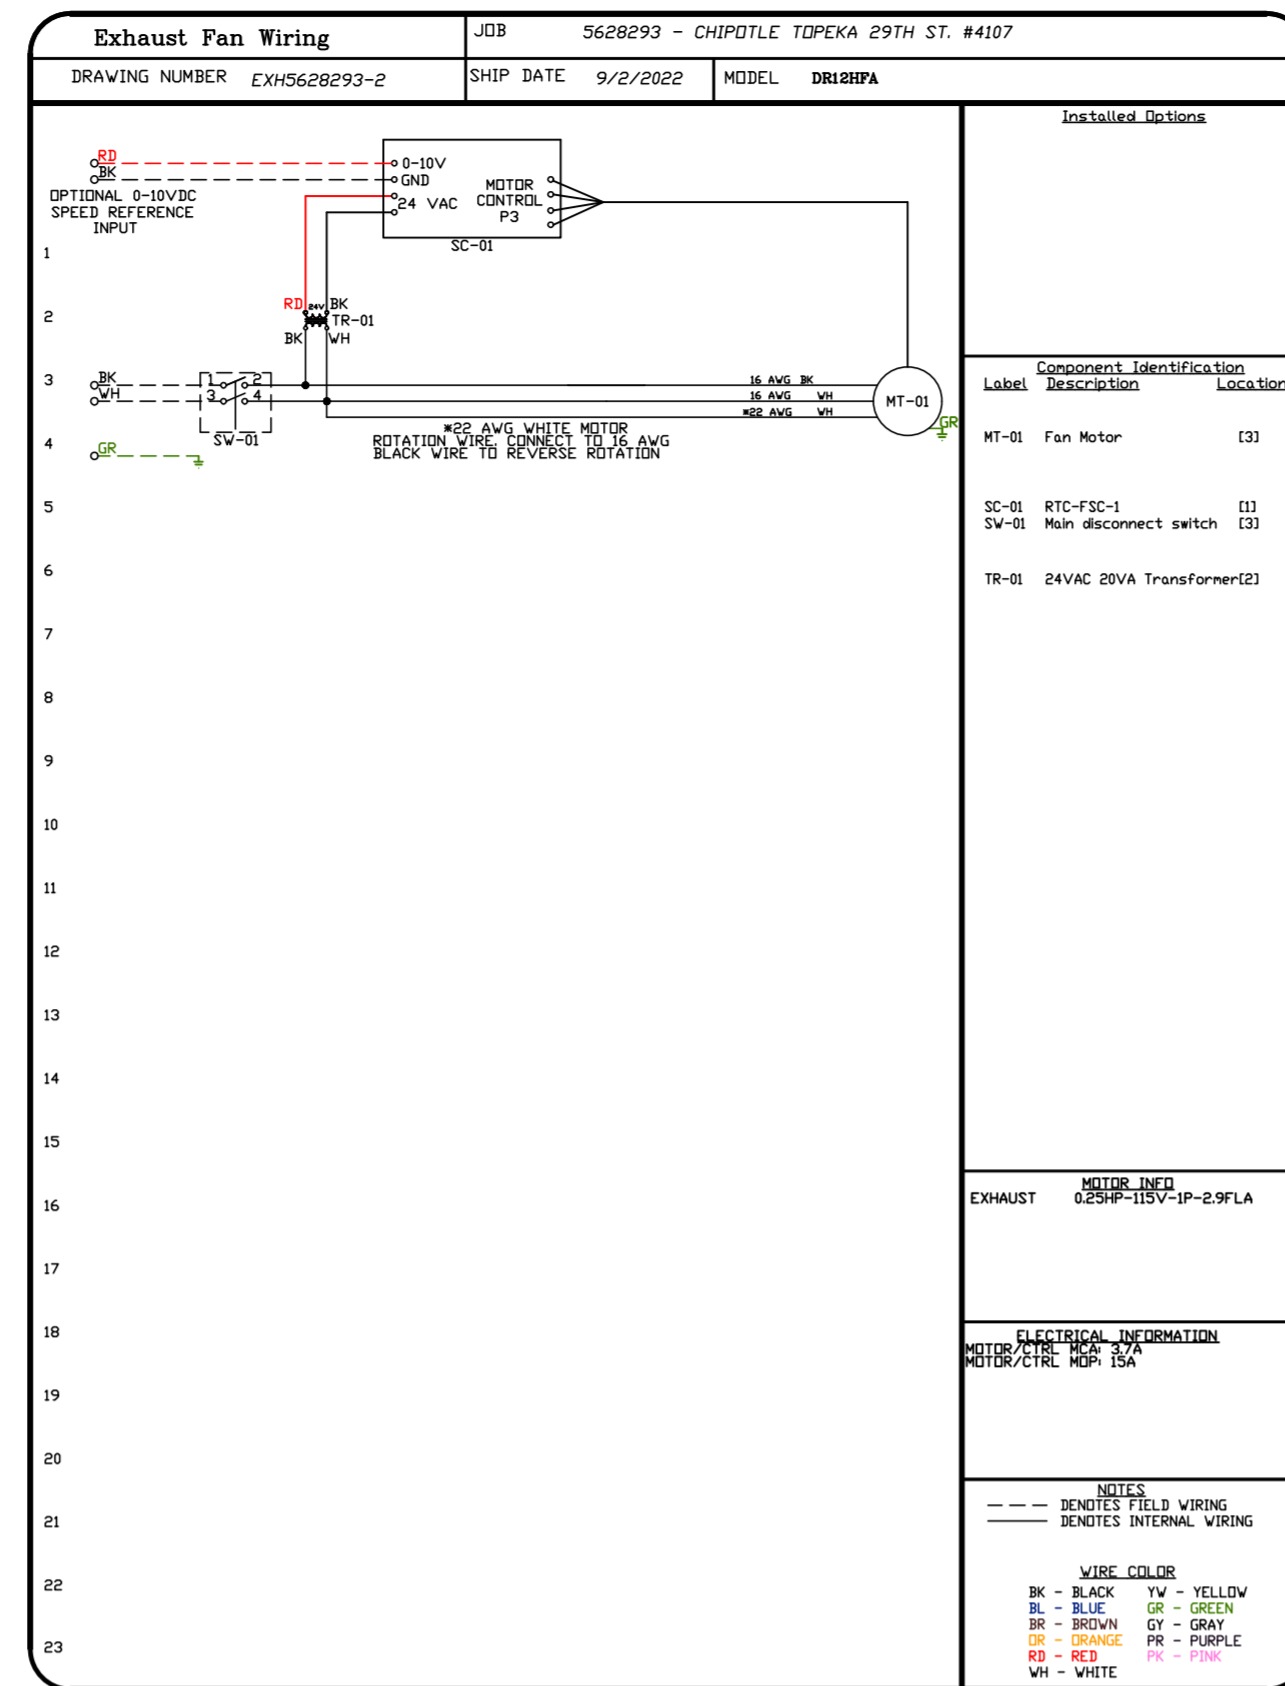 Exhaust Fan Wiring
JOB 5628293 - CHIPOTLE TOPEKA 29TH ST. #4107
DRAWING NUMBER EXH5628293-2
SHIP DATE 9/2/2022
MODEL DR12HFA
RD
BK
OPTIONAL 0-10VDC
SPEED REFERENCE
INPUT
0-10V
GND
24 VAC
MOTOR
CONTROL
P3
SC-01
RD 24V BK
TR-01
BK WH
BK
WH
1 2
3 4
SW-01
GR
16 AWG BK
16 AWG WH
*22 AWG WH
MT-01
GR
*22 AWG WHITE MOTOR
ROTATION WIRE. CONNECT TO 16 AWG
BLACK WIRE TO REVERSE ROTATION
1
2
3
4
5
6
7
8
9
10
11
12
13
14
15
16
17
18
19
20
21
22
23
Installed Options
Component Identification
Label Description Location
MT-01 Fan Motor [3]
SC-01 RTC-FSC-1 [1]
SW-01 Main disconnect switch [3]
TR-01 24VAC 20VA Transformer[2]
MOTOR INFO
EXHAUST 0.25HP-115V-1P-2.9FLA
ELECTRICAL INFORMATION
MOTOR/CTRL MCA: 3.7A
MOTOR/CTRL MOP: 15A
NOTES
DENOTES FIELD WIRING
DENOTES INTERNAL WIRING
WIRE COLOR
BK - BLACK YW - YELLOW
BL - BLUE GR - GREEN
BR - BROWN GY - GRAY
OR - ORANGE PR - PURPLE
RD - RED PK - PINK
WH - WHITE